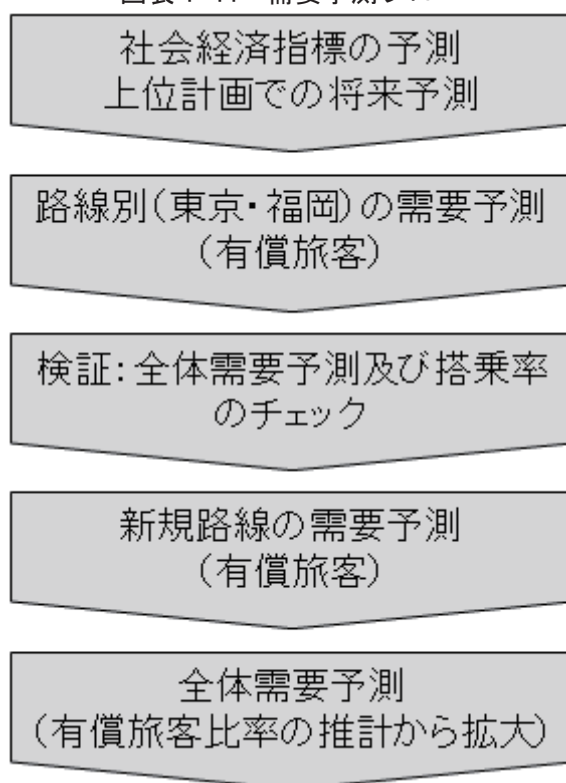 社会経済指標の予測
上位計画での将来予測
路線別(東京・福岡)の需要予測
(有償旅客)
検証:全体需要予測及び搭乗率
のチェック
新規路線の需要予測
(有償旅客)
全体需要予測
(有償旅客比率の推計から拡大)